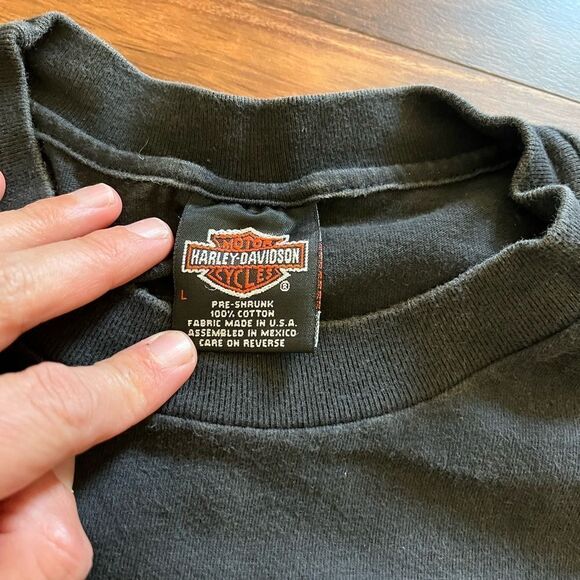 MOTOR
HARLEY-DAVIDSON
CYCLES
®
L
PRE-SHRUNK
100% COTTON
FABRIC MADE IN U.S.A.
ASSEMBLED IN MEXICO
CARE ON REVERSE